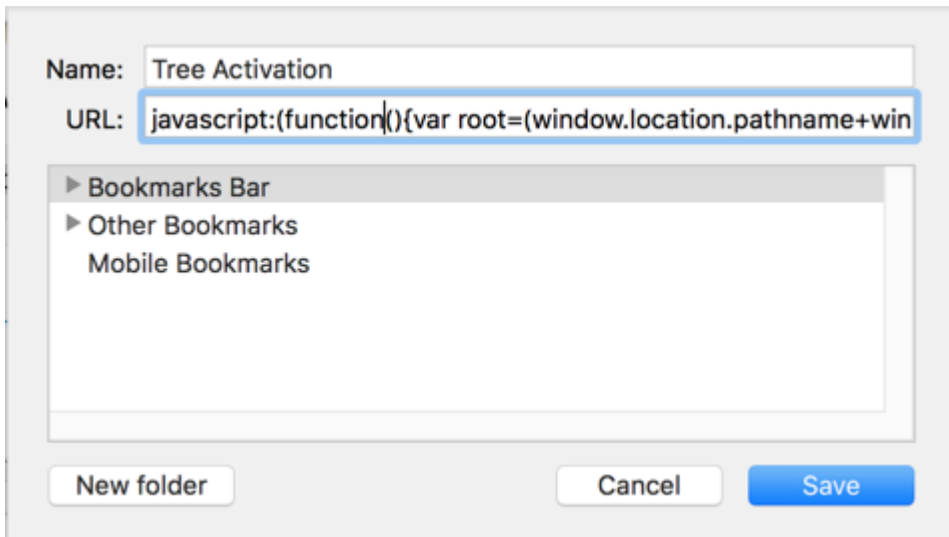 Name: Tree Activation
URL: javascript:(function(){var root=(window.location.pathname+win
Bookmarks Bar
Other Bookmarks
Mobile Bookmarks
New folder Cancel Save